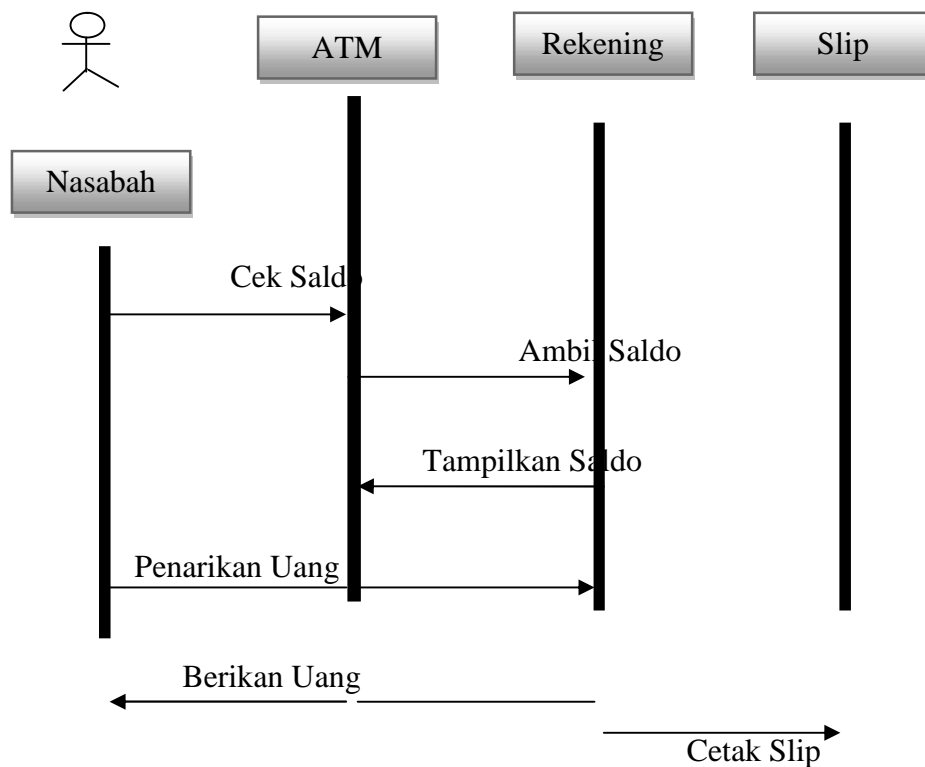 ATM
Rekening
Slip
Nasabah
Cek Saldo
Ambil Saldo
Tampilkan Saldo
Penarikan Uang
Berikan Uang
Cetak Slip